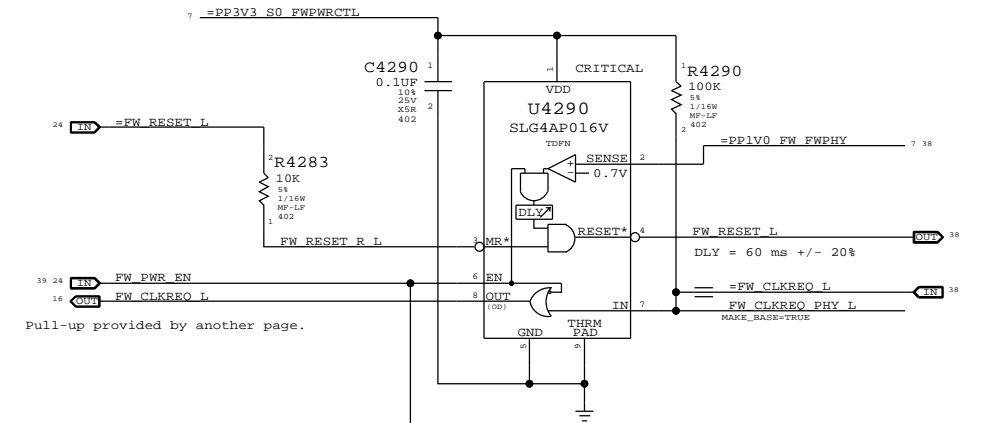 7 =PP3V3_S0_FWPWRCTL
C4290 1
0.1UF
10%
25V
X5R 2
402
1 CRITICAL
VDD
U4290
SLG4AP016V
TDFN
1 R4290
100K
5%
1/16W
MF-LF
2 402
24 IN =FW_RESET_L
2 R4283
10K
5%
1/16W
MF-LF
402
1
=PP1V0_FW_FWPHY 7 38
SENSE 2
+
- 0.7V
DLY
FW_RESET_R_L 3 MR*
RESET* 4 FW_RESET_L OUT 38
DLY = 60 ms +/- 20%
39 24 IN FW_PWR_EN 6 EN
16 OUT FW_CLKREQ_L 8 OUT
(OD)
=FW_CLKREQ_L IN 38
IN 7 FW_CLKREQ_PHY_L
MAKE_BASE=TRUE
Pull-up provided by another page.
GND THRM
PAD
5 9